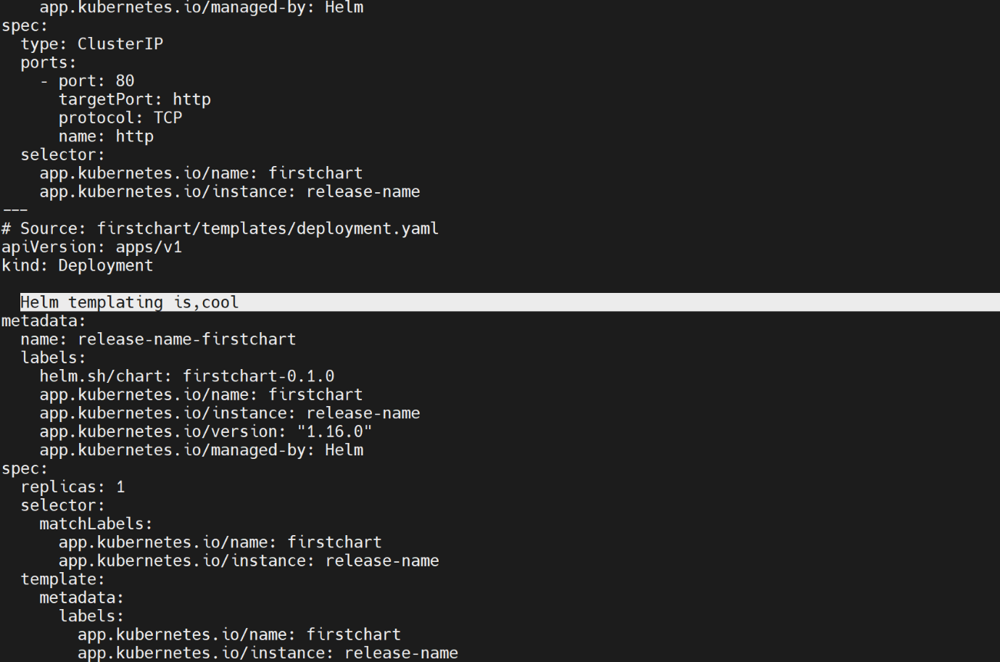 app.kubernetes.io/managed-by: Helm
spec:
  type: ClusterIP
  ports:
    - port: 80
      targetPort: http
      protocol: TCP
      name: http
  selector:
    app.kubernetes.io/name: firstchart
    app.kubernetes.io/instance: release-name
---
# Source: firstchart/templates/deployment.yaml
apiVersion: apps/v1
kind: Deployment

  Helm templating is,cool
metadata:
  name: release-name-firstchart
  labels:
    helm.sh/chart: firstchart-0.1.0
    app.kubernetes.io/name: firstchart
    app.kubernetes.io/instance: release-name
    app.kubernetes.io/version: "1.16.0"
    app.kubernetes.io/managed-by: Helm
spec:
  replicas: 1
  selector:
    matchLabels:
      app.kubernetes.io/name: firstchart
      app.kubernetes.io/instance: release-name
  template:
    metadata:
      labels:
        app.kubernetes.io/name: firstchart
        app.kubernetes.io/instance: release-name